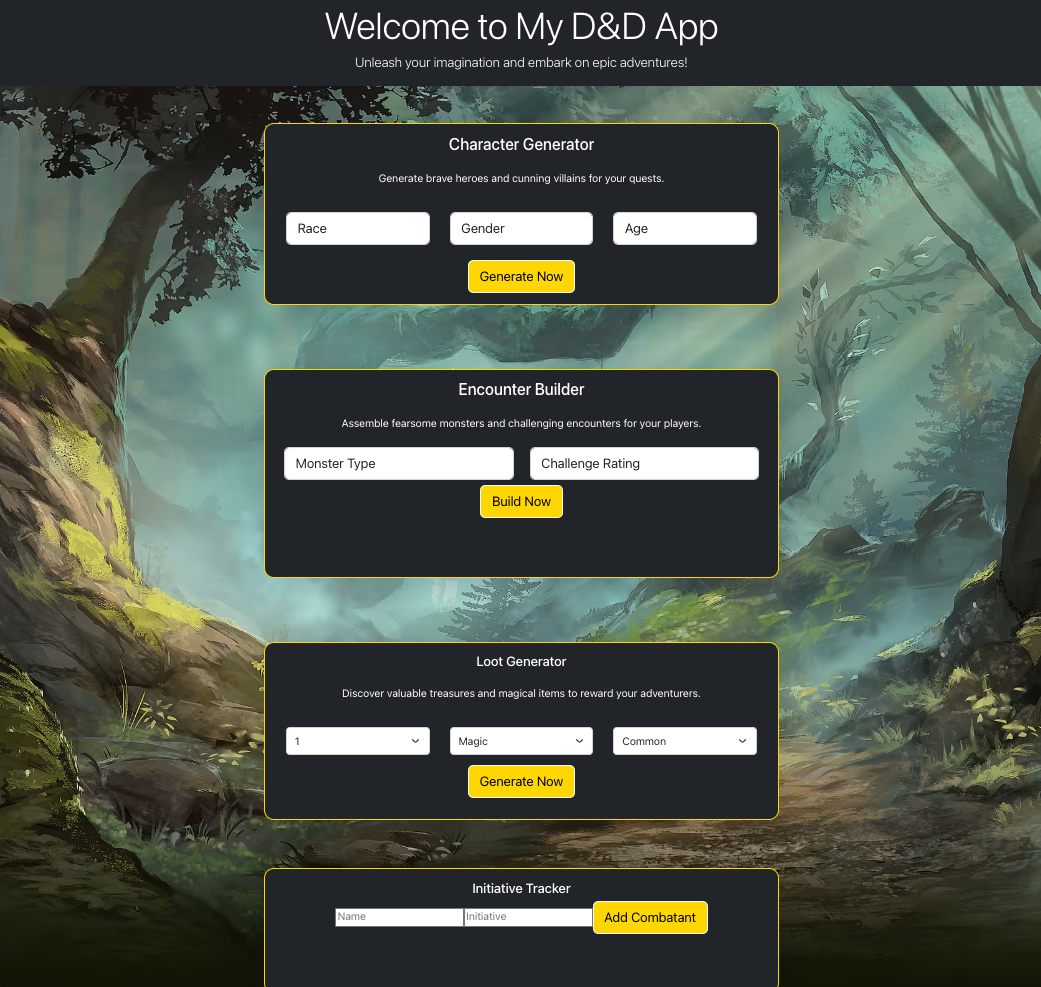 Welcome to My D&D App
Unleash your imagination and embark on epic adventures!
Character Generator
Generate brave heroes and cunning villains for your quests.
Race Gender Age
Generate Now
Encounter Builder
Assemble fearsome monsters and challenging encounters for your players.
Monster Type Challenge Rating
Build Now
Loot Generator
Discover valuable treasures and magical items to reward your adventurers.
1 Magic Common
Generate Now
Initiative Tracker
Name Initiative Add Combatant